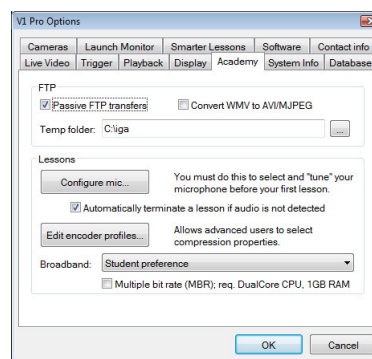 V1 Pro Options
Cameras Launch Monitor Smarter Lessons Software Contact info
Live Video Trigger Playback Display Academy System Info Database
FTP
Passive FTP transfers Convert WMV to AVI/MJPEG
Temp folder: C:\iga ...
Lessons
Configure mic... You must do this to select and "tune" your
microphone before your first lesson.
Automatically terminate a lesson if audio is not detected
Edit encoder profiles... Allows advanced users to select
compression properties.
Broadband: Student preference
Multiple bit rate (MBR); req. DualCore CPU, 1GB RAM
OK Cancel